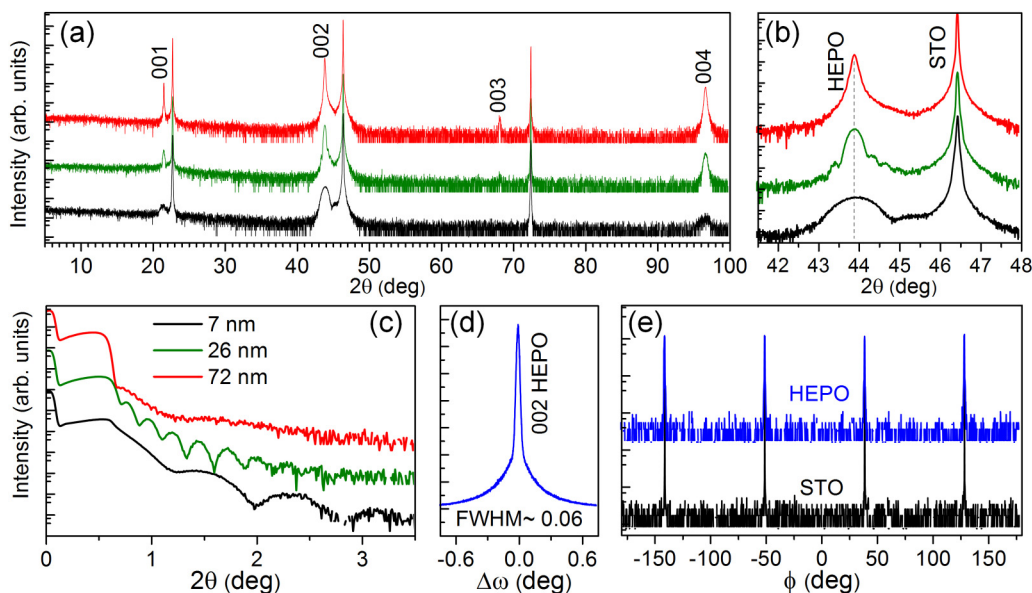 (a)
001
002
003
004
Intensity (arb. units)
10 20 30 40 50 60 70 80 90 100
2θ (deg)
(b)
HEPO
STO
42 43 44 45 46 47 48
2θ (deg)
(c)
7 nm
26 nm
72 nm
Intensity (arb. units)
0 1 2 3
2θ (deg)
(d)
002 HEPO
FWHM~ 0.06
-0.6 0.0 0.6
Δω (deg)
(e)
HEPO
STO
-150 -100 -50 0 50 100 150
ϕ (deg)